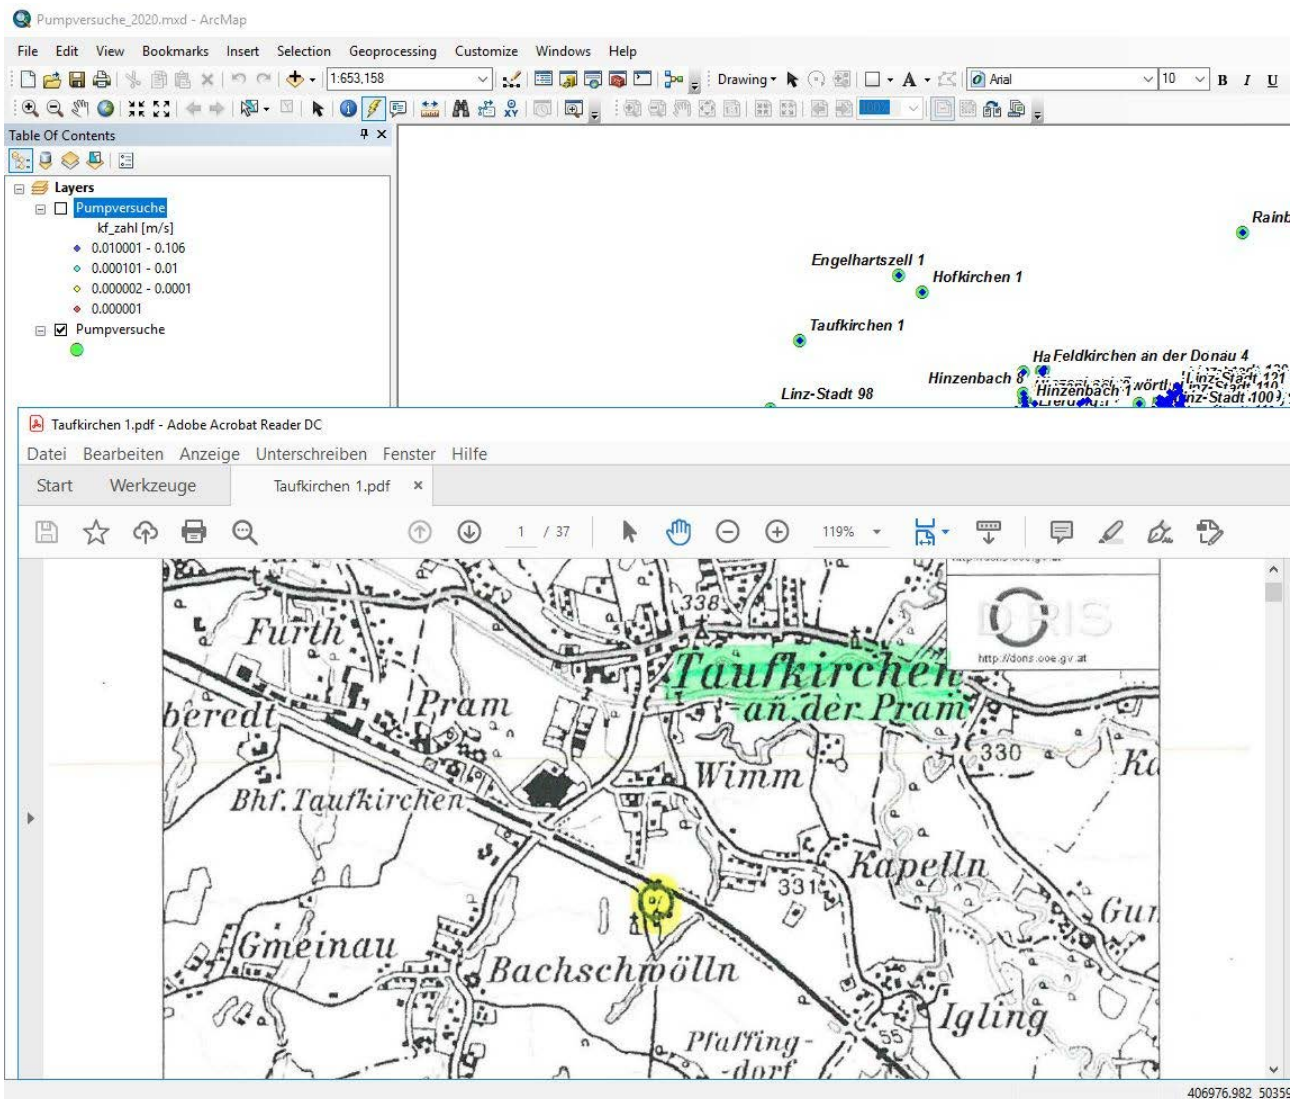 Pumpversuche_2020.mxd - ArcMap
File Edit View Bookmarks Insert Selection Geoprocessing Customize Windows Help
1:653,158 Drawing A Arial 10 B I U
Table Of Contents
Layers
Pumpversuche
kf_zahl [m/s]
0.010001 - 0.106
0.000101 - 0.01
0.000002 - 0.0001
0.000001
Pumpversuche
Engelhartszell 1
Hofkirchen 1
Taufkirchen 1
Feldkirchen an der Donau 4
Hinzenbach 8
Hinzenbach 1
Linz-Stadt 121
Linz-Stadt 98
Taufkirchen 1.pdf - Adobe Acrobat Reader DC
Datei Bearbeiten Anzeige Unterschreiben Fenster Hilfe
Start Werkzeuge Taufkirchen 1.pdf ×
1 / 37 119%
338
DORIS
http://doris.ooe.gv.at
Furth
Taufkirchen
an der Pram
Pram
330
Wimm
Bhf. Taufkirchen
Kapelln
331
Gmeinau
Bachschwölln
Igling
Pfaffing-
dorf
55
406976.982 50359